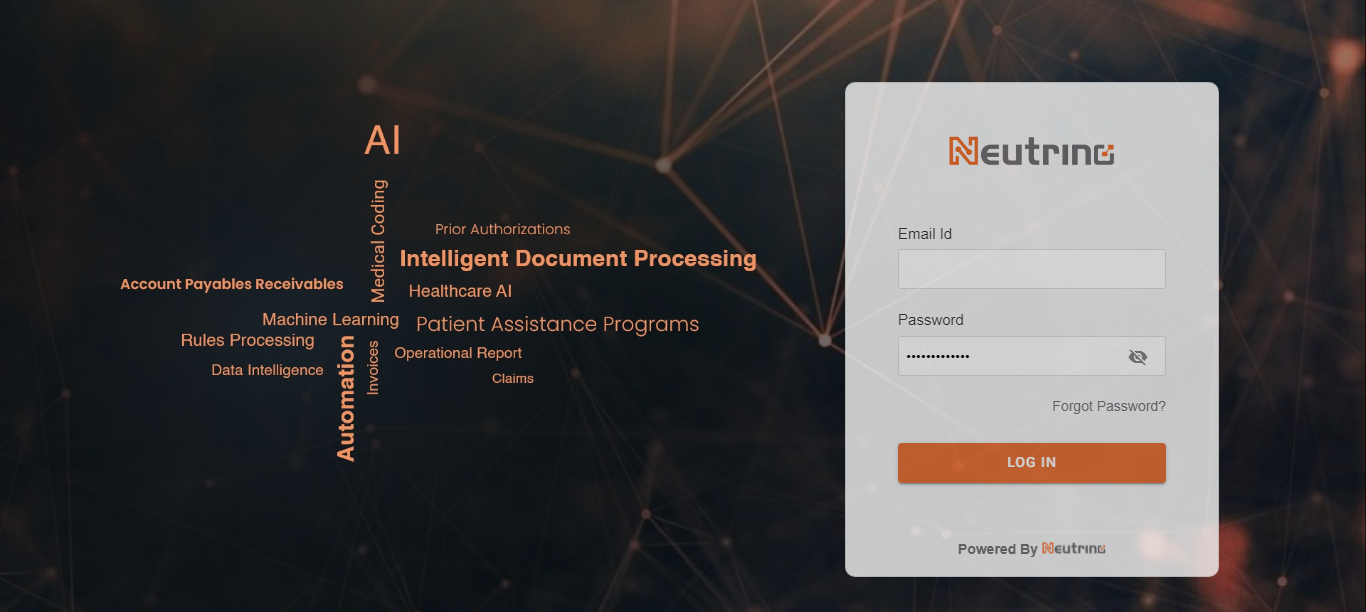 AI
Medical Coding
Prior Authorizations
Intelligent Document Processing
Account Payables Receivables
Healthcare AI
Machine Learning
Patient Assistance Programs
Rules Processing
Operational Report
Data Intelligence
Automation
Invoices
Claims
Neutrino
Email Id
Password
•••••••••••••
Forgot Password?
LOG IN
Powered By Neutrino